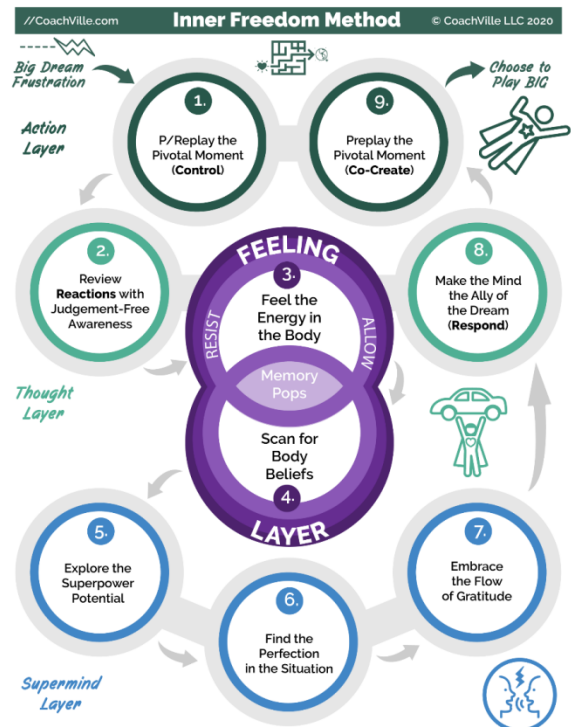 //CoachVille.com
Inner Freedom Method
© CoachVille LLC 2020
Big Dream
Frustration
Choose to
Play BIG
Action
Layer
1.
P/Replay the
Pivotal Moment
(Control)
9.
Preplay the
Pivotal Moment
(Co-Create)
2.
Review
Reactions with
Judgement-Free
Awareness
FEELING
3.
Feel the
Energy in
the Body
RESIST
ALLOW
Memory
Pops
Scan for
Body
Beliefs
4.
LAYER
8.
Make the Mind
the Ally of
the Dream
(Respond)
Thought
Layer
5.
Explore the
Superpower
Potential
6.
Find the
Perfection
in the Situation
7.
Embrace
the Flow
of Gratitude
Supermind
Layer